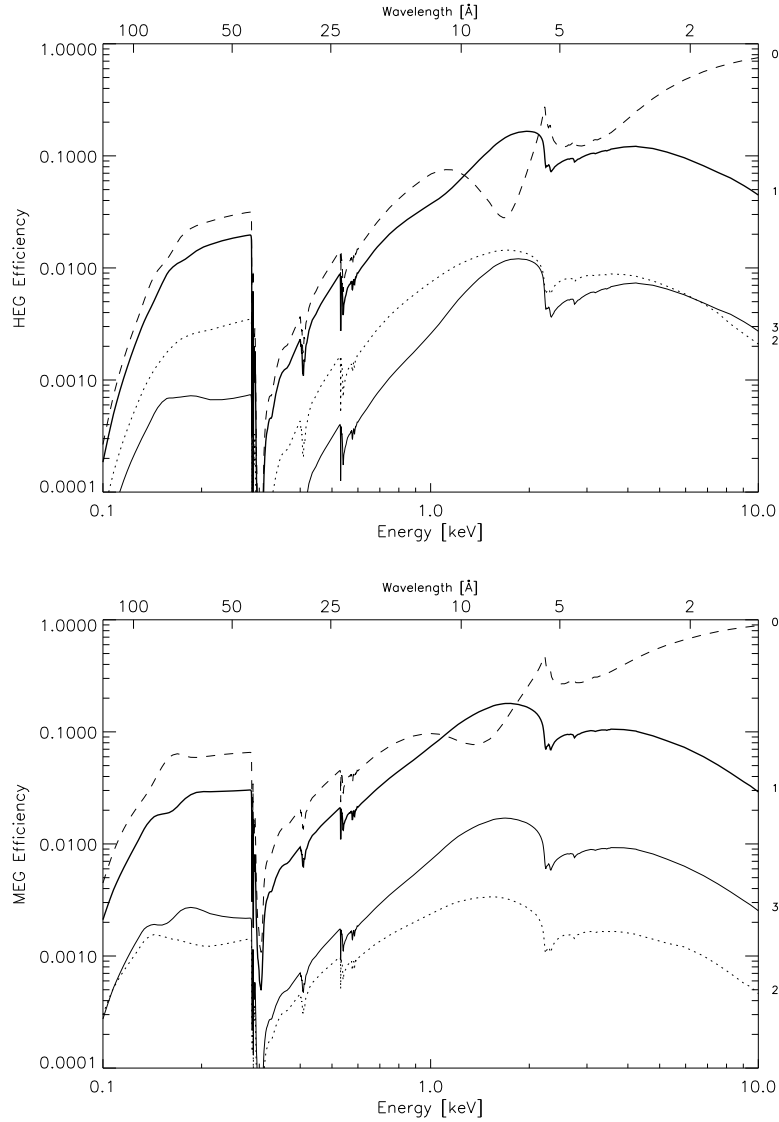 Wavelength [Å]
100 50 25 10 5 2
1.0000
0
0.1000
1
HEG Efficiency
0.0100
3
2
0.0010
0.0001
0.1 1.0 10.0
Energy [keV]
Wavelength [Å]
100 50 25 10 5 2
1.0000
0
0.1000
1
MEG Efficiency
0.0100
3
0.0010
2
0.0001
0.1 1.0 10.0
Energy [keV]